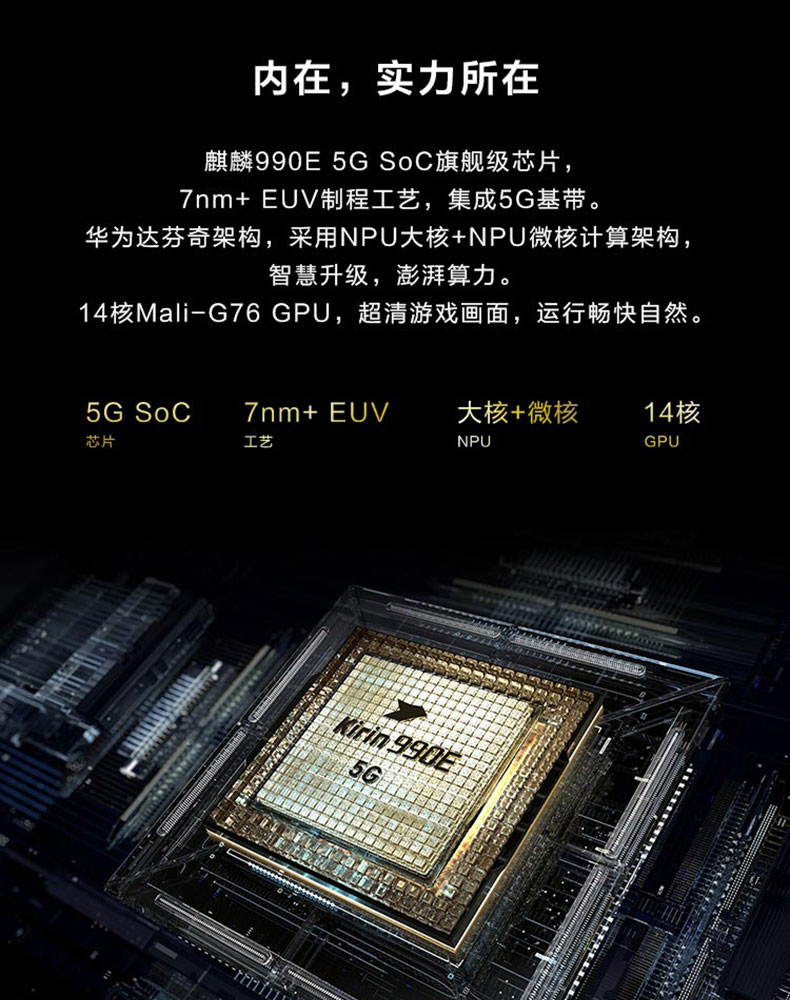 内在，实力所在
麒麟990E 5G SoC旗舰级芯片，
7nm+ EUV制程工艺，集成5G基带。
华为达芬奇架构，采用NPU大核+NPU微核计算架构，
智慧升级，澎湃算力。
14核Mali-G76 GPU，超清游戏画面，运行畅快自然。
5G SoC 7nm+ EUV 大核+微核 14核
芯片 工艺 NPU GPU
Kirin 990E
5G